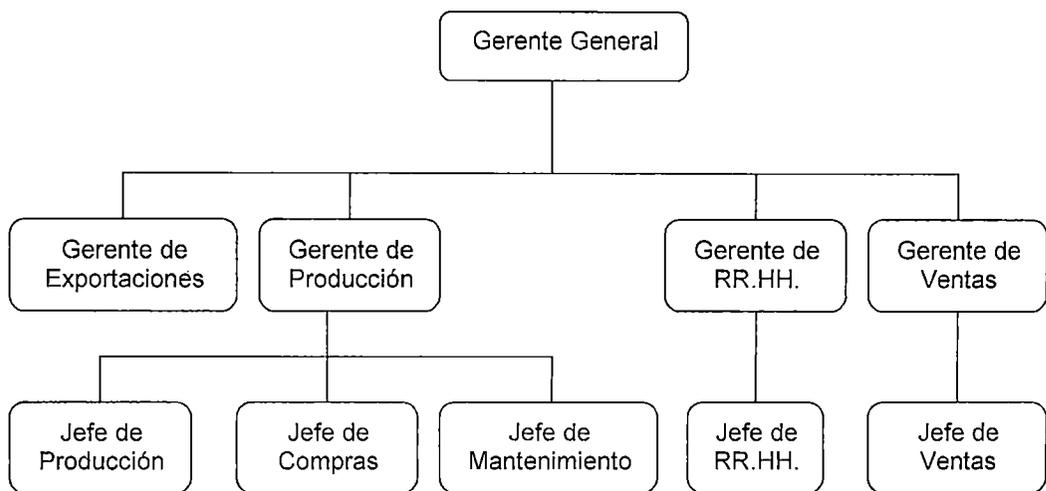 Gerente General
Gerente de
Exportaciones
Gerente de
Producción
Gerente de
RR.HH.
Gerente de
Ventas
Jefe de
Producción
Jefe de
Compras
Jefe de
Mantenimiento
Jefe de
RR.HH.
Jefe de
Ventas